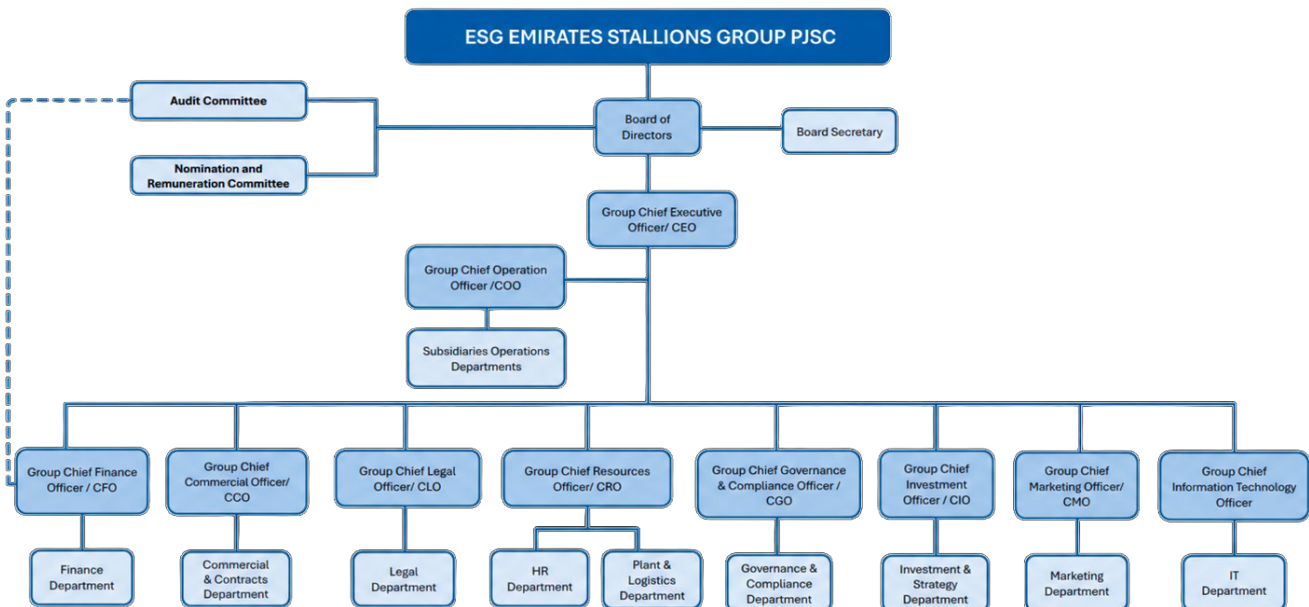 ESG EMIRATES STALLIONS GROUP PJSC
Audit Committee
Board of
Directors
Board Secretary
Nomination and
Remuneration Committee
Group Chief Executive
Officer/ CEO
Group Chief Operation
Officer /COO
Subsidiaries Operations
Departments
Group Chief Finance
Officer / CFO
Group Chief
Commercial Officer/
CCO
Group Chief Legal
Officer/ CLO
Group Chief Resources
Officer/ CRO
Group Chief Governance
& Compliance Officer /
CGO
Group Chief
Investment
Officer / CIO
Group Chief
Marketing Officer/
CMO
Group Chief
Information Technology
Officer
Finance
Department
Commercial
& Contracts
Department
Legal
Department
HR
Department
Plant &
Logistics
Department
Governance &
Compliance
Department
Investment &
Strategy
Department
Marketing
Department
IT
Department